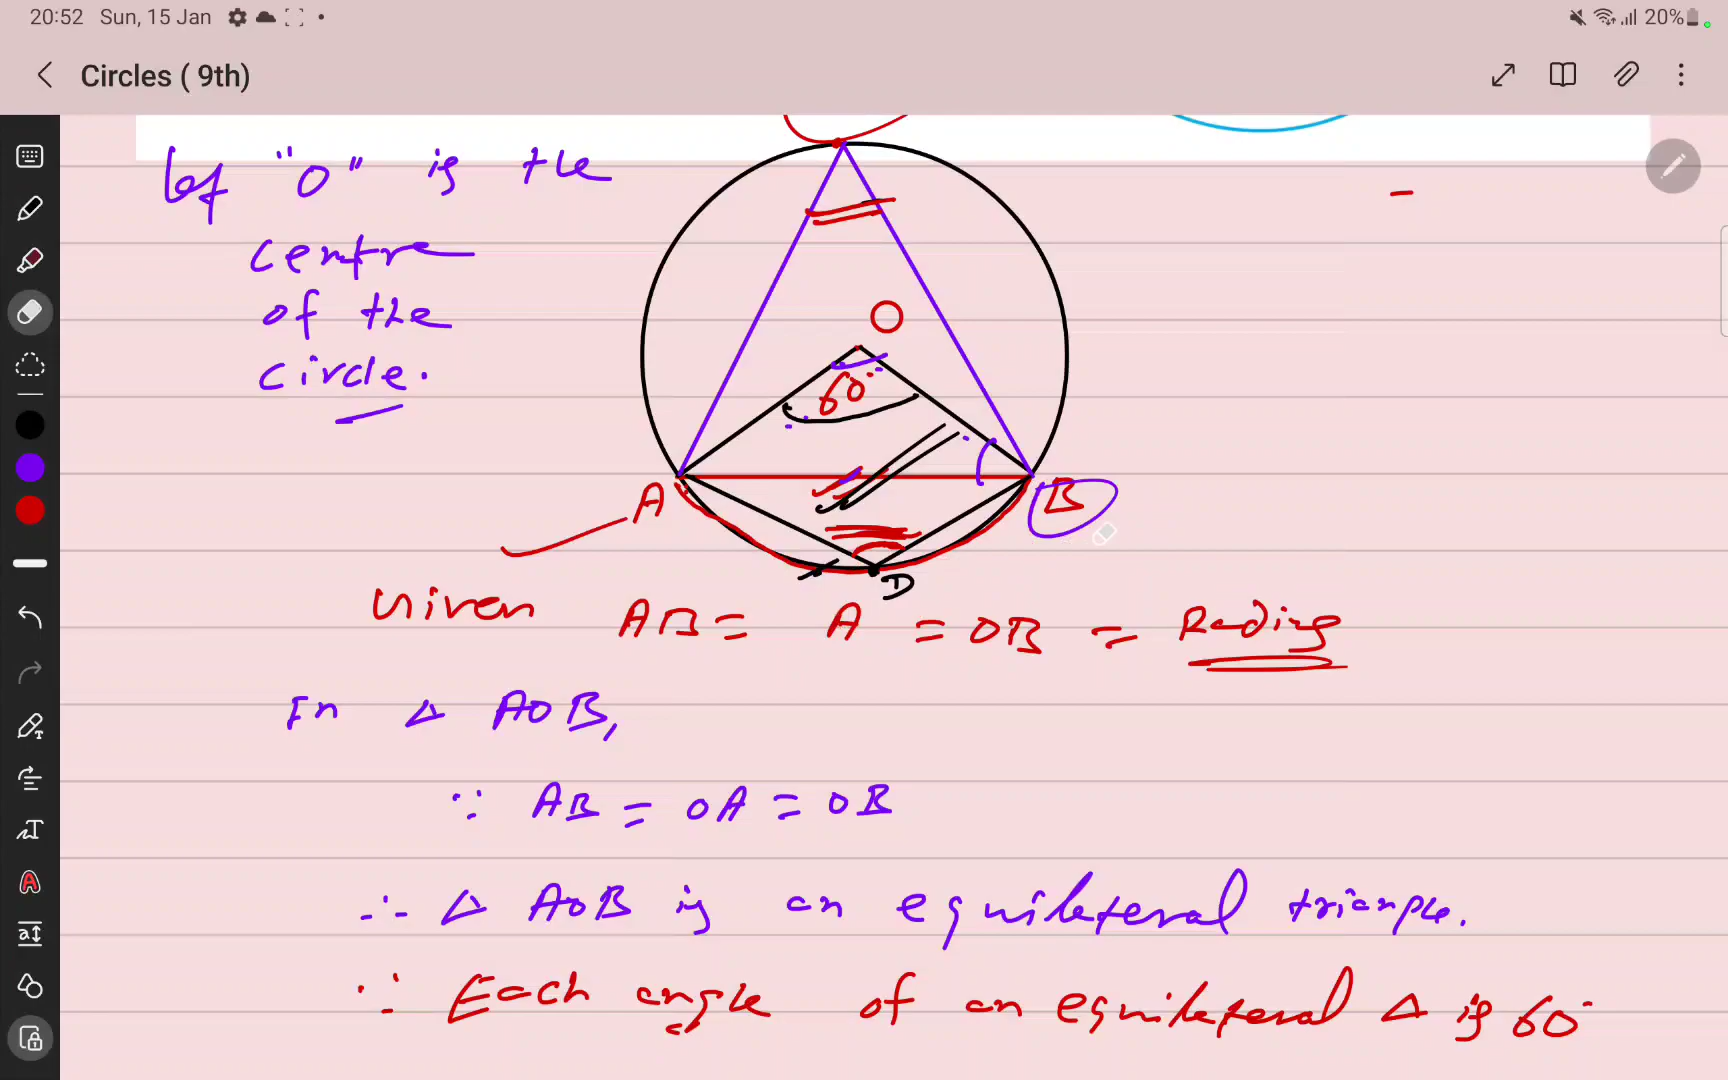 20:52 Sun, 15 Jan
20%
Circles ( 9th)
let "O" is the
centre
of the
circle.
O
60°
A
B
D
Given AB = A = OB = Radius
In △ AOB,
∵ AB = OA = OB
∴ △ AOB is an equilateral triangle.
∵ Each angle of an equilateral △ is 60°